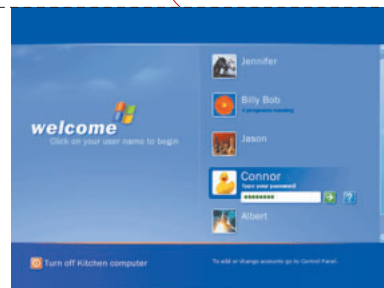 welcome
Click on your user name to begin
Jennifer
Billy Bob
4 programs running
Jason
Connor
Type your password
?
Albert
Turn off Kitchen computer
To add or change accounts go to Control Panel.